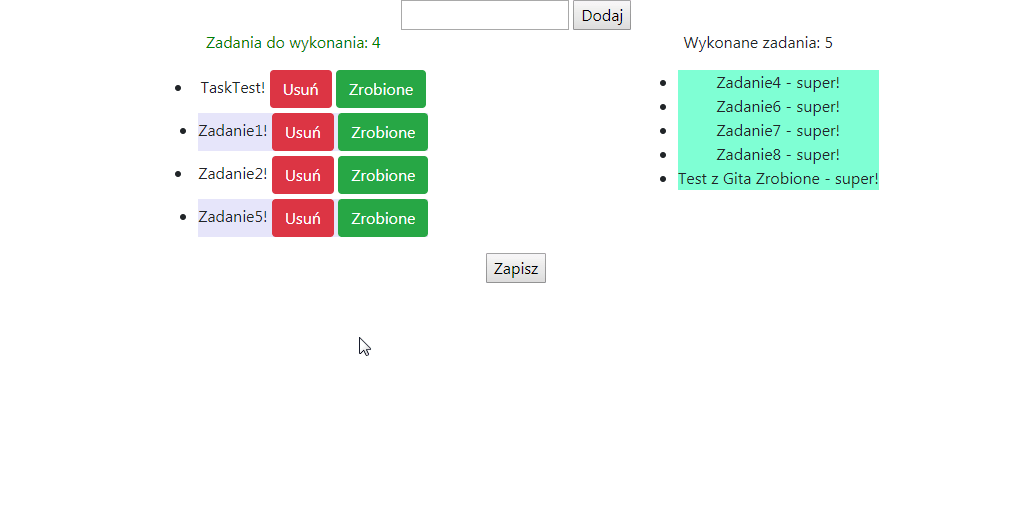 Dodaj
Zadania do wykonania: 4
TaskTest! Usuń Zrobione
Zadanie1! Usuń Zrobione
Zadanie2! Usuń Zrobione
Zadanie5! Usuń Zrobione
Wykonane zadania: 5
Zadanie4 - super!
Zadanie6 - super!
Zadanie7 - super!
Zadanie8 - super!
Test z Gita Zrobione - super!
Zapisz